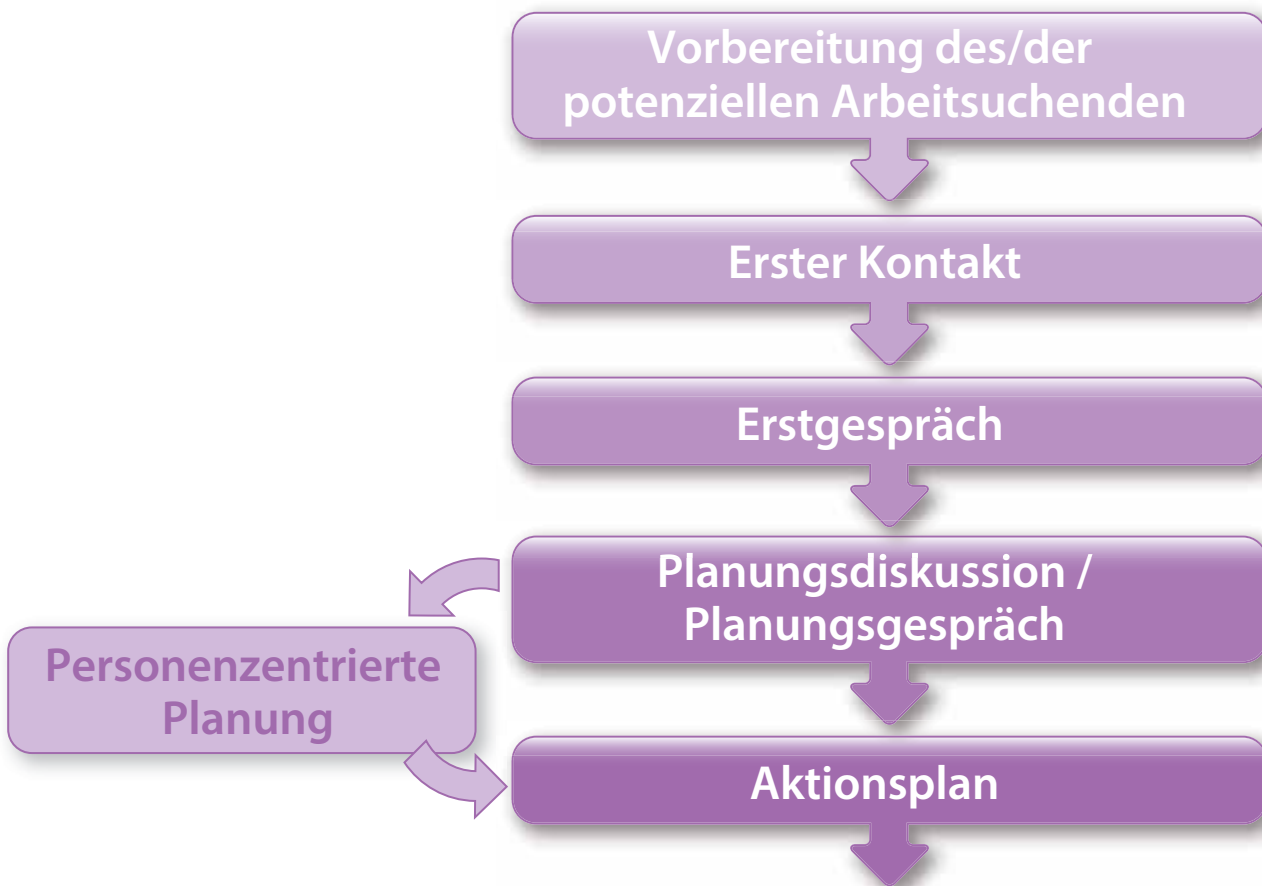 Vorbereitung des/der
potenziellen Arbeitsuchenden
Erster Kontakt
Erstgespräch
Planungsdiskussion /
Planungsgespräch
Personenzentrierte
Planung
Aktionsplan